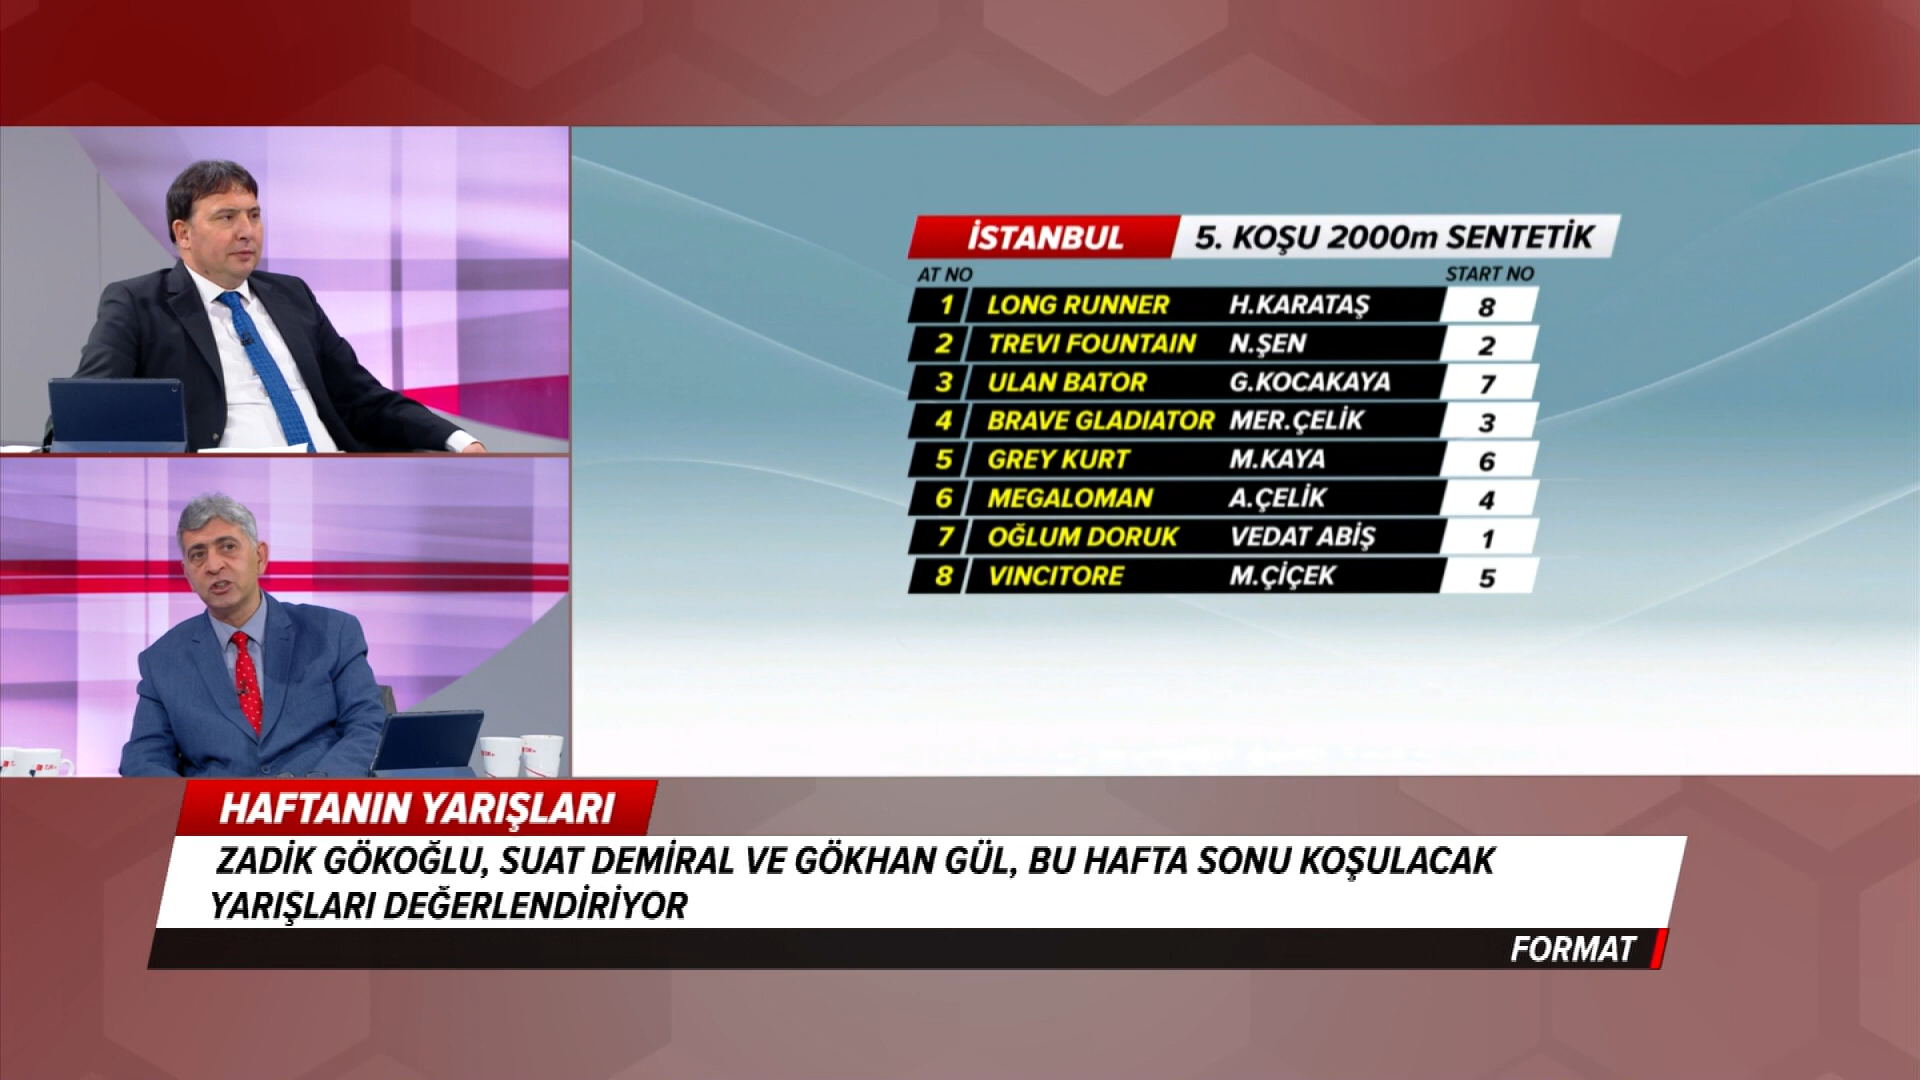 İSTANBUL 5. KOŞU 2000m SENTETİK
AT NO START NO
1 LONG RUNNER H.KARATAŞ 8
2 TREVI FOUNTAIN N.ŞEN 2
3 ULAN BATOR G.KOCAKAYA 7
4 BRAVE GLADIATOR MER.ÇELİK 3
5 GREY KURT M.KAYA 6
6 MEGALOMAN A.ÇELİK 4
7 OĞLUM DORUK VEDAT ABİŞ 1
8 VINCITORE M.ÇİÇEK 5
HAFTANIN YARIŞLARI
ZADİK GÖKOĞLU, SUAT DEMİRAL VE GÖKHAN GÜL, BU HAFTA SONU KOŞULACAK
YARIŞLARI DEĞERLENDİRİYOR
FORMAT